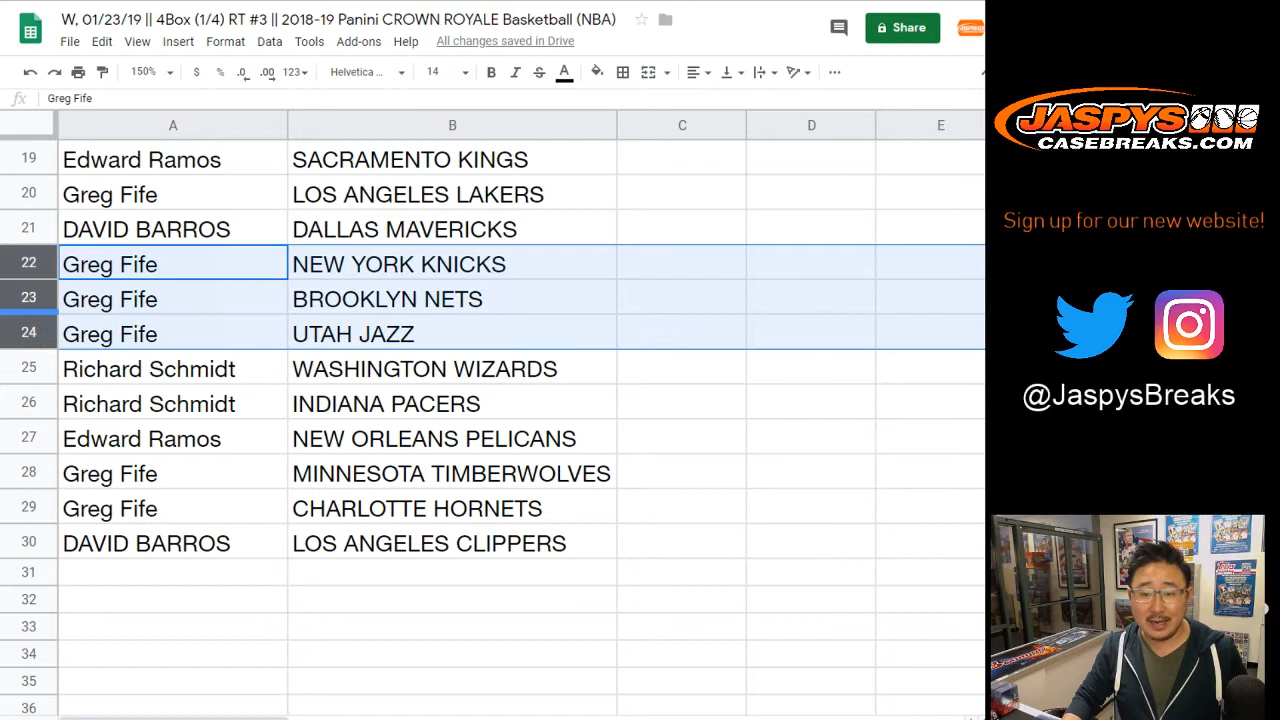 W, 01/23/19 || 4Box (1/4) RT #3 || 2018-19 Panini CROWN ROYALE Basketball (NBA)
File Edit View Insert Format Data Tools Add-ons Help All changes saved in Drive
Share
150% $ % .0 .00 123 Helvetica ... 14 B I S A
fx Greg Fife
A B C D E
19 Edward Ramos SACRAMENTO KINGS
20 Greg Fife LOS ANGELES LAKERS
21 DAVID BARROS DALLAS MAVERICKS
22 Greg Fife NEW YORK KNICKS
23 Greg Fife BROOKLYN NETS
24 Greg Fife UTAH JAZZ
25 Richard Schmidt WASHINGTON WIZARDS
26 Richard Schmidt INDIANA PACERS
27 Edward Ramos NEW ORLEANS PELICANS
28 Greg Fife MINNESOTA TIMBERWOLVES
29 Greg Fife CHARLOTTE HORNETS
30 DAVID BARROS LOS ANGELES CLIPPERS
31
32
33
34
35
36
JASPYS
CASEBREAKS.COM
Sign up for our new website!
@JaspysBreaks